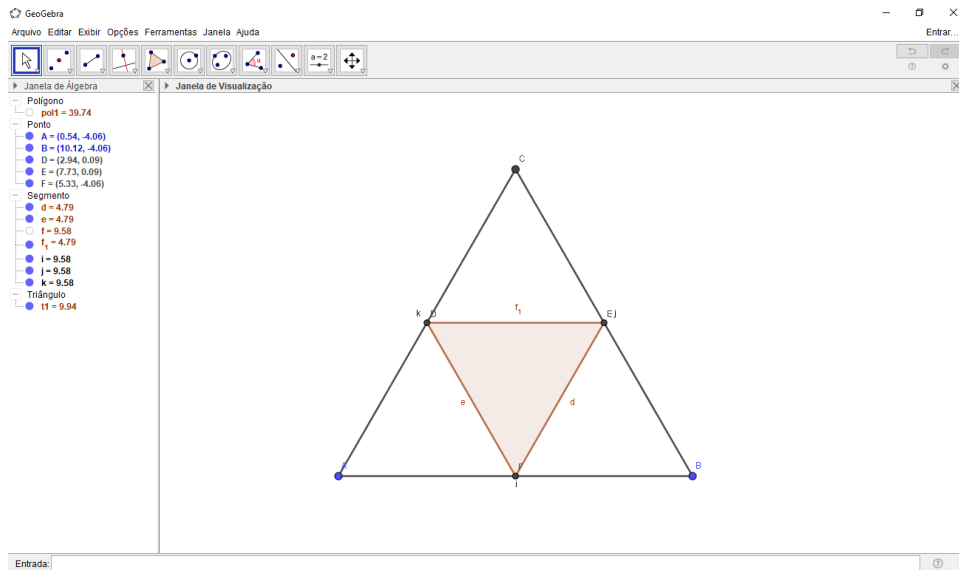 GeoGebra
Arquivo Editar Exibir Opções Ferramentas Janela Ajuda
Entrar...
α
a = 2
Janela de Álgebra
Polígono
pol1 = 39.74
Ponto
A = (0.54, -4.06)
B = (10.12, -4.06)
D = (2.94, 0.09)
E = (7.73, 0.09)
F = (5.33, -4.06)
Segmento
d = 4.79
e = 4.79
f = 9.58
f₁ = 4.79
i = 9.58
j = 9.58
k = 9.58
Triângulo
t1 = 9.94
Janela de Visualização
C
k D f₁ E j
e d
A F B
i
Entrada: